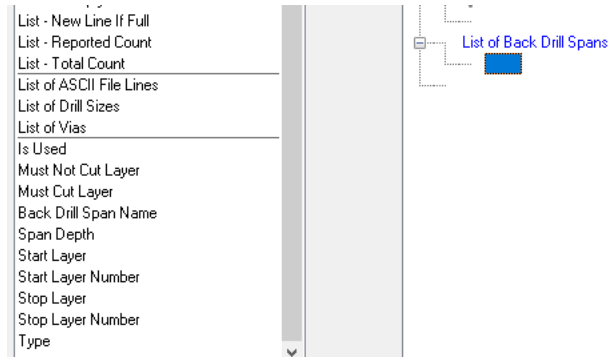 List - New Line If Full
List - Reported Count
List - Total Count
List of ASCII File Lines
List of Drill Sizes
List of Vias
Is Used
Must Not Cut Layer
Must Cut Layer
Back Drill Span Name
Span Depth
Start Layer
Start Layer Number
Stop Layer
Stop Layer Number
Type
List of Back Drill Spans